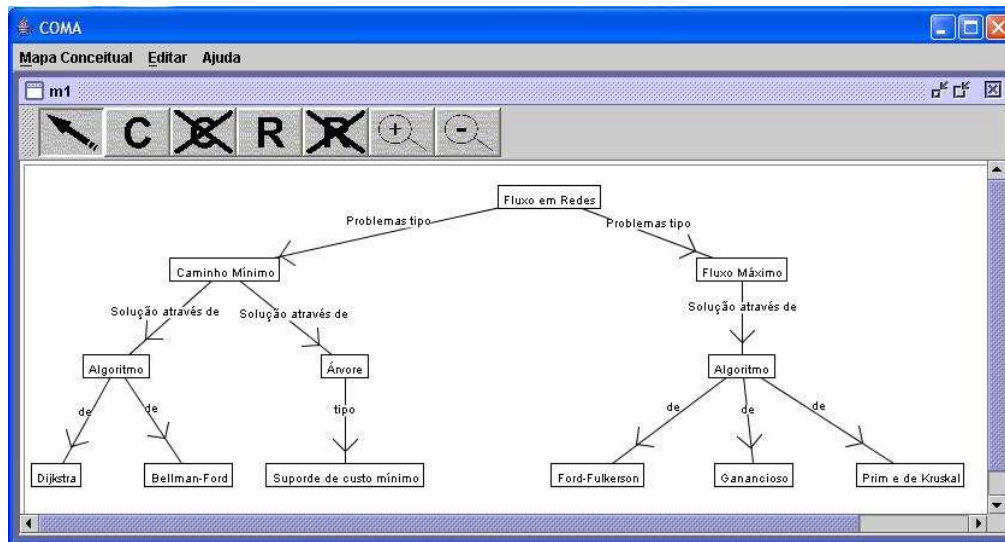 COMA
Mapa Conceitual Editar Ajuda
m1
C C R R + -
Fluxo em Redes
Problemas tipo Problemas tipo
Caminho Mínimo Fluxo Máximo
Solução através de Solução através de Solução através de
Algoritmo Árvore Algoritmo
de de tipo de de de
Dijkstra Bellman-Ford Suporde de custo mínimo Ford-Fulkerson Ganancioso Prim e de Kruskal